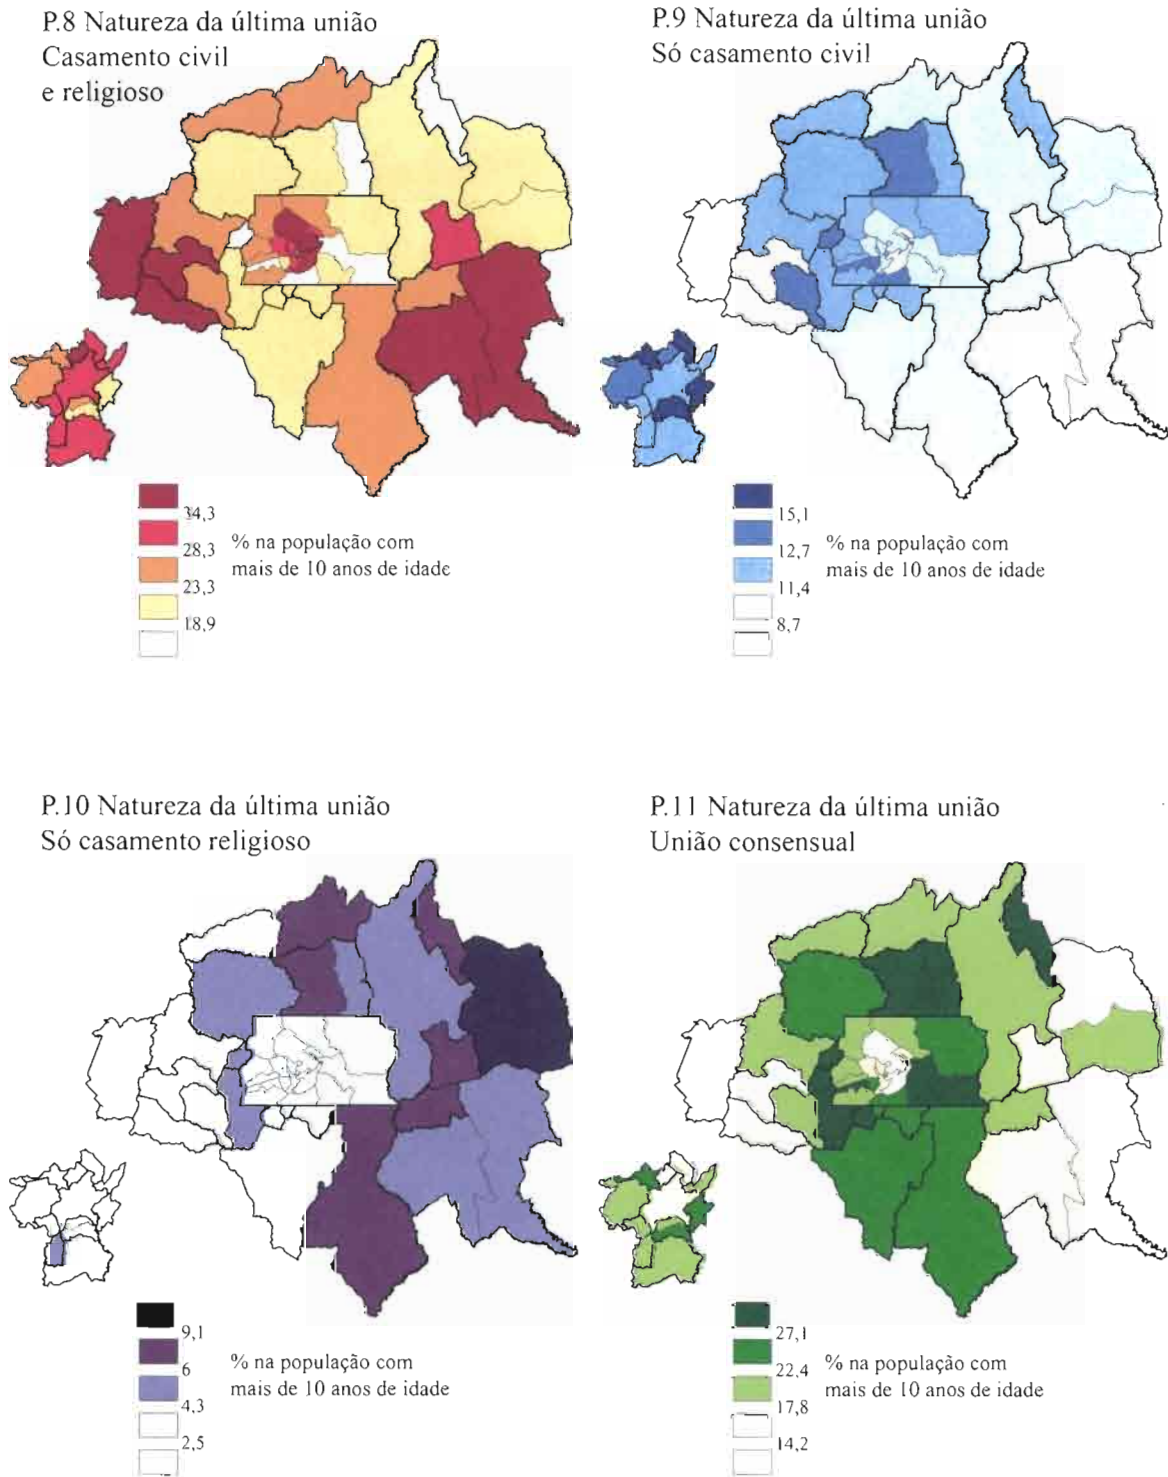 P.8 Natureza da última união
Casamento civil
e religioso
34,3
28,3
23,3
18,9
% na população com
mais de 10 anos de idade
P.9 Natureza da última união
Só casamento civil
15,1
12,7
11,4
8,7
% na população com
mais de 10 anos de idade
P.10 Natureza da última união
Só casamento religioso
9,1
6
4,3
2,5
% na população com
mais de 10 anos de idade
P.11 Natureza da última união
União consensual
27,1
22,4
17,8
14,2
% na população com
mais de 10 anos de idade